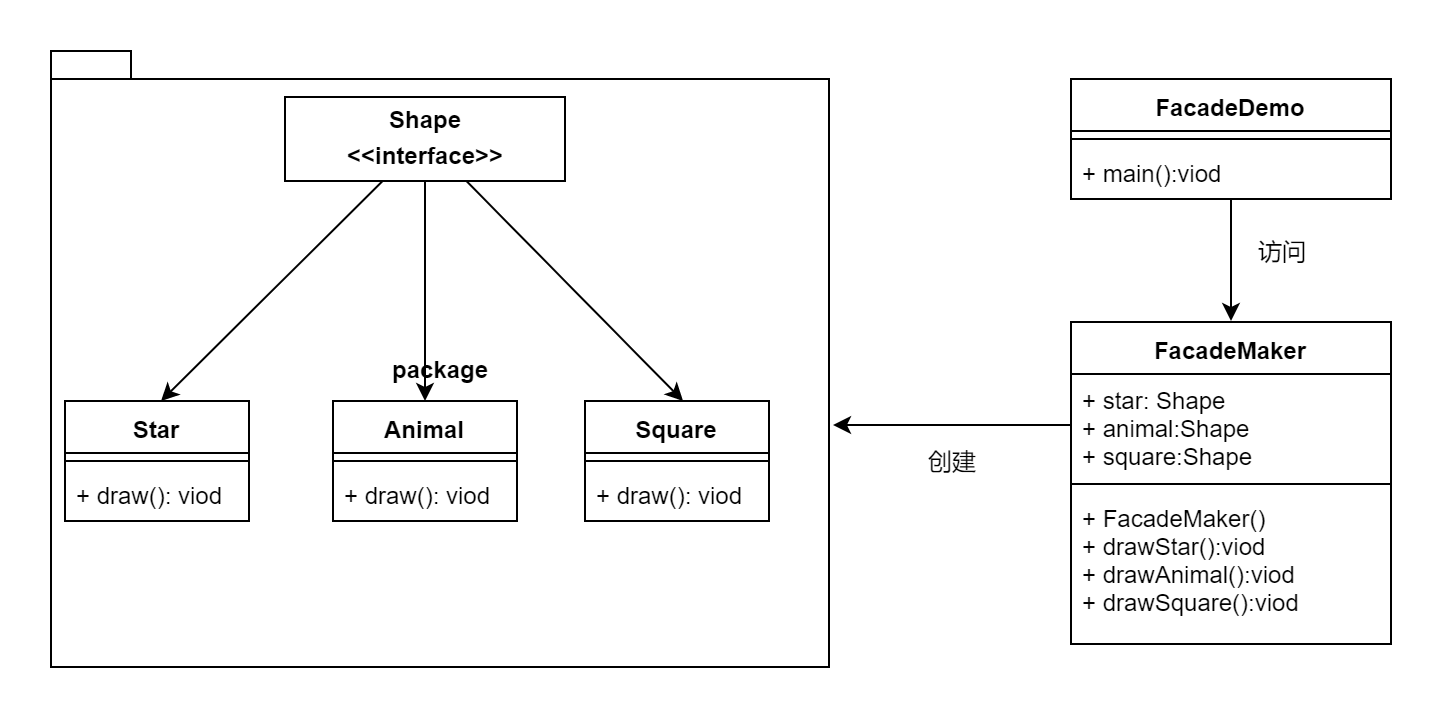 Shape
<<interface>>
package
Star
+ draw(): viod
Animal
+ draw(): viod
Square
+ draw(): viod
创建
FacadeDemo
+ main():viod
访问
FacadeMaker
+ star: Shape
+ animal:Shape
+ square:Shape
+ FacadeMaker()
+ drawStar():viod
+ drawAnimal():viod
+ drawSquare():viod